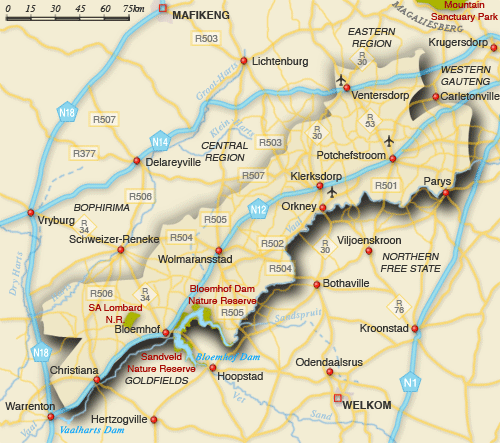 0 15 30 45 60 75km
MAFIKENG
Mountain
Sanctuary Park
MAGALIESBERG
R503
EASTERN
REGION
Krugersdorp
Lichtenburg
R
30
WESTERN
GAUTENG
Groot-Harts
Ventersdorp
Carletonville
N18
R507
Klein Harts
R
30
R
53
N14
R377
CENTRAL
REGION
R503
Potchefstroom
Delareyville
R507
Klerksdorp
R501
Parys
R506
BOPHIRIMA
N12
Orkney
Vryburg
R
34
R505
Vaal
Schweizer-Reneke
R504
R502
R
30
Viljoenskroon
Wolmaransstad
NORTHERN
FREE STATE
Dry Harts
R504
Bothaville
R506
R
34
Bloemhof Dam
Nature Reserve
SA Lombard
N.R.
R505
Sandspruit
R
76
Bloemhof
Kroonstad
N18
Sandveld
Nature Reserve
Bloemhof Dam
Christiana
GOLDFIELDS
Hoopstad
Odendaalsrus
N1
Warrenton
Vet
WELKOM
Sand
Hertzogville
Vaal
Vaalharts Dam